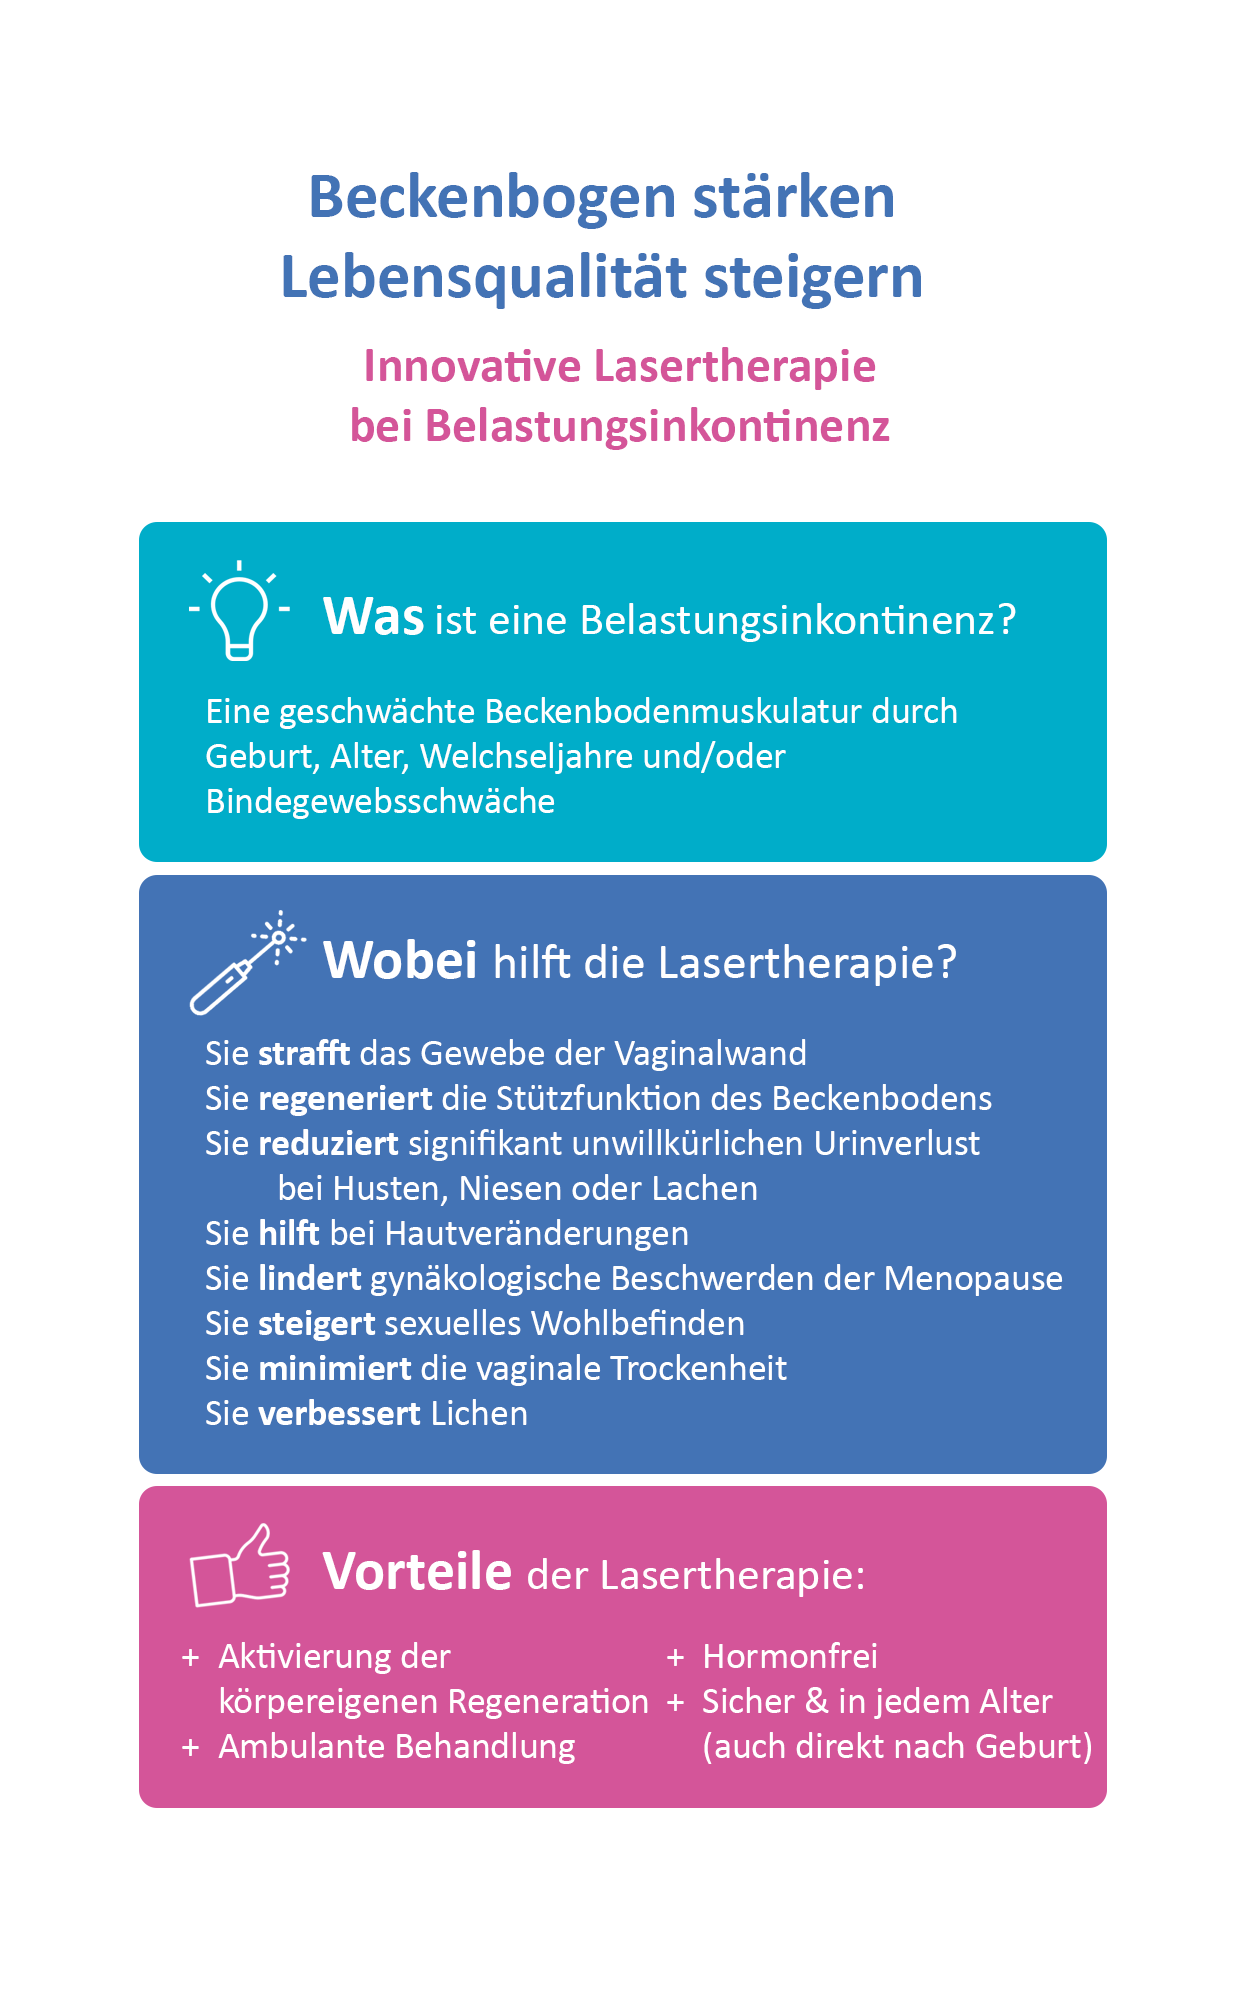 Beckenbogen stärken
Lebensqualität steigern
Innovative Lasertherapie
bei Belastungsinkontinenz
Was ist eine Belastungsinkontinenz?
Eine geschwächte Beckenbodenmuskulatur durch
Geburt, Alter, Welchseljahre und/oder
Bindegewebsschwäche
Wobei hilft die Lasertherapie?
Sie strafft das Gewebe der Vaginalwand
Sie regeneriert die Stützfunktion des Beckenbodens
Sie reduziert signifikant unwillkürlichen Urinverlust
bei Husten, Niesen oder Lachen
Sie hilft bei Hautveränderungen
Sie lindert gynäkologische Beschwerden der Menopause
Sie steigert sexuelles Wohlbefinden
Sie minimiert die vaginale Trockenheit
Sie verbessert Lichen
Vorteile der Lasertherapie:
+ Aktivierung der
körpereigenen Regeneration
+ Ambulante Behandlung
+ Hormonfrei
+ Sicher & in jedem Alter
(auch direkt nach Geburt)